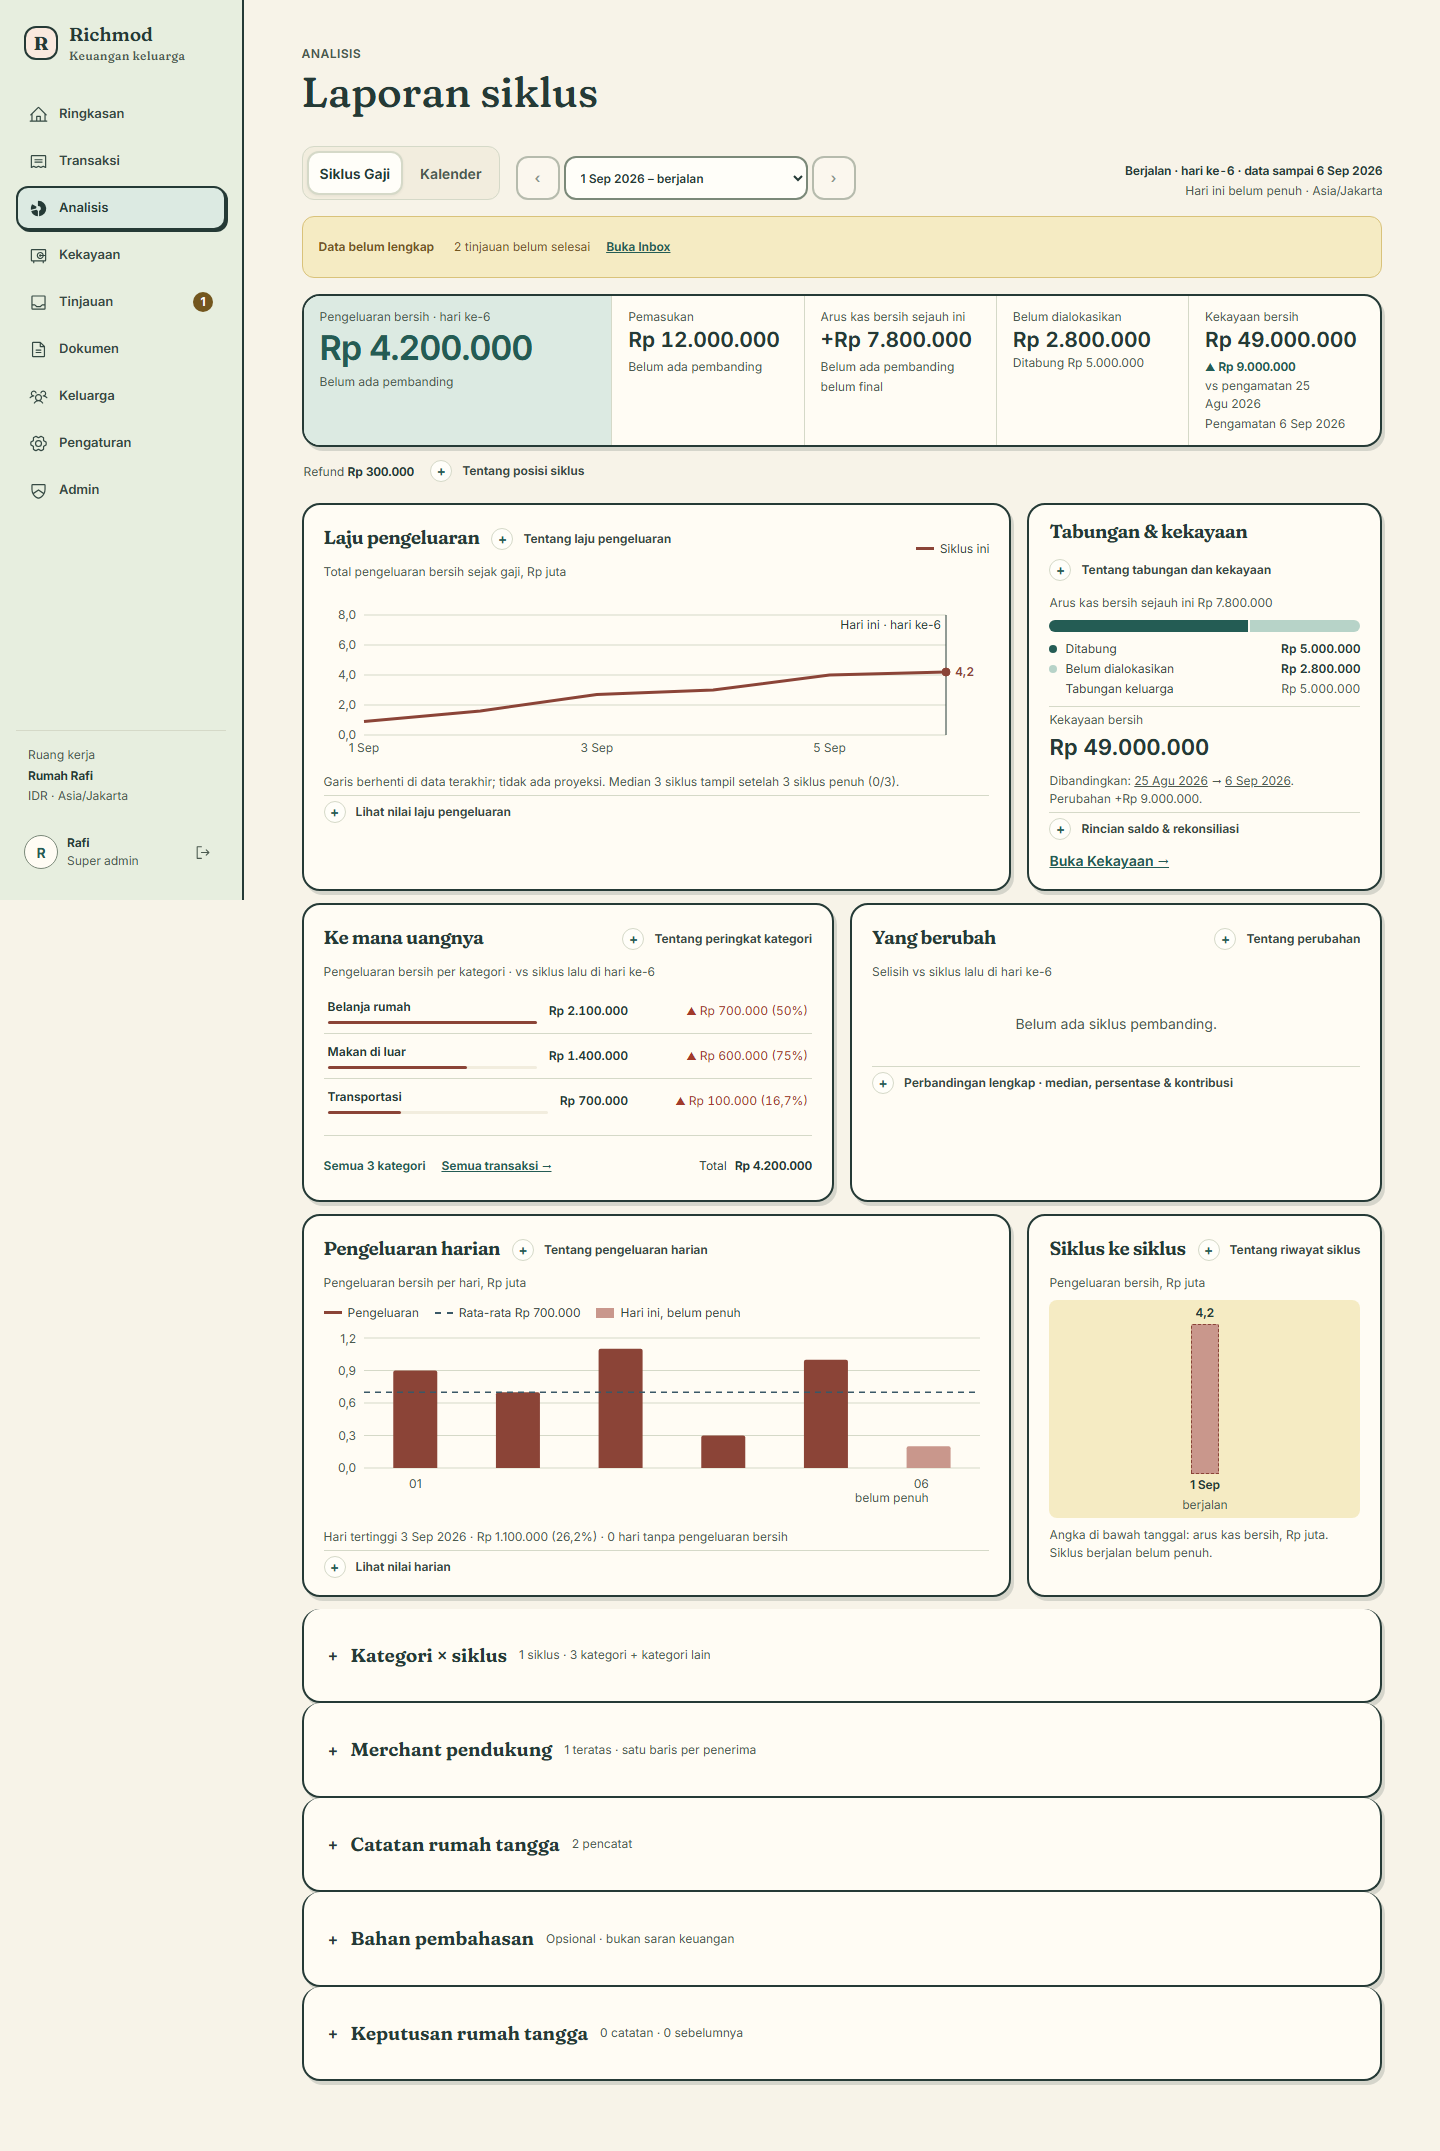 R
Richmod
Keuangan keluarga
Ringkasan
Transaksi
Analisis
Kekayaan
Tinjauan
1
Dokumen
Keluarga
Pengaturan
Admin
Ruang kerja
Rumah Rafi
IDR · Asia/Jakarta
R
Rafi
Super admin
ANALISIS
Laporan siklus
Siklus Gaji
Kalender
‹
1 Sep 2026 – berjalan
›
Berjalan · hari ke-6 · data sampai 6 Sep 2026
Hari ini belum penuh · Asia/Jakarta
Data belum lengkap 2 tinjauan belum selesai Buka Inbox
Pengeluaran bersih · hari ke-6
Rp 4.200.000
Belum ada pembanding
Pemasukan
Rp 12.000.000
Belum ada pembanding
Arus kas bersih sejauh ini
+Rp 7.800.000
Belum ada pembanding
belum final
Belum dialokasikan
Rp 2.800.000
Ditabung Rp 5.000.000
Kekayaan bersih
Rp 49.000.000
▲ Rp 9.000.000
vs pengamatan 25
Agu 2026
Pengamatan 6 Sep 2026
Refund Rp 300.000 + Tentang posisi siklus
Laju pengeluaran + Tentang laju pengeluaran
Siklus ini
Total pengeluaran bersih sejak gaji, Rp juta
8,0
6,0
4,0
2,0
0,0
Hari ini · hari ke-6
4,2
1 Sep
3 Sep
5 Sep
Garis berhenti di data terakhir; tidak ada proyeksi. Median 3 siklus tampil setelah 3 siklus penuh (0/3).
+ Lihat nilai laju pengeluaran
Tabungan & kekayaan
+ Tentang tabungan dan kekayaan
Arus kas bersih sejauh ini Rp 7.800.000
Ditabung Rp 5.000.000
Belum dialokasikan Rp 2.800.000
Tabungan keluarga Rp 5.000.000
Kekayaan bersih
Rp 49.000.000
Dibandingkan: 25 Agu 2026 → 6 Sep 2026.
Perubahan +Rp 9.000.000.
+ Rincian saldo & rekonsiliasi
Buka Kekayaan →
Ke mana uangnya + Tentang peringkat kategori
Pengeluaran bersih per kategori · vs siklus lalu di hari ke-6
Belanja rumah Rp 2.100.000 ▲ Rp 700.000 (50%)
Makan di luar Rp 1.400.000 ▲ Rp 600.000 (75%)
Transportasi Rp 700.000 ▲ Rp 100.000 (16,7%)
Semua 3 kategori Semua transaksi → Total Rp 4.200.000
Yang berubah + Tentang perubahan
Selisih vs siklus lalu di hari ke-6
Belum ada siklus pembanding.
+ Perbandingan lengkap · median, persentase & kontribusi
Pengeluaran harian + Tentang pengeluaran harian
Pengeluaran bersih per hari, Rp juta
Pengeluaran Rata-rata Rp 700.000 Hari ini, belum penuh
1,2
0,9
0,6
0,3
0,0
01
06
belum penuh
Hari tertinggi 3 Sep 2026 · Rp 1.100.000 (26,2%) · 0 hari tanpa pengeluaran bersih
+ Lihat nilai harian
Siklus ke siklus + Tentang riwayat siklus
Pengeluaran bersih, Rp juta
4,2
1 Sep
berjalan
Angka di bawah tanggal: arus kas bersih, Rp juta.
Siklus berjalan belum penuh.
+ Kategori × siklus 1 siklus · 3 kategori + kategori lain
+ Merchant pendukung 1 teratas · satu baris per penerima
+ Catatan rumah tangga 2 pencatat
+ Bahan pembahasan Opsional · bukan saran keuangan
+ Keputusan rumah tangga 0 catatan · 0 sebelumnya